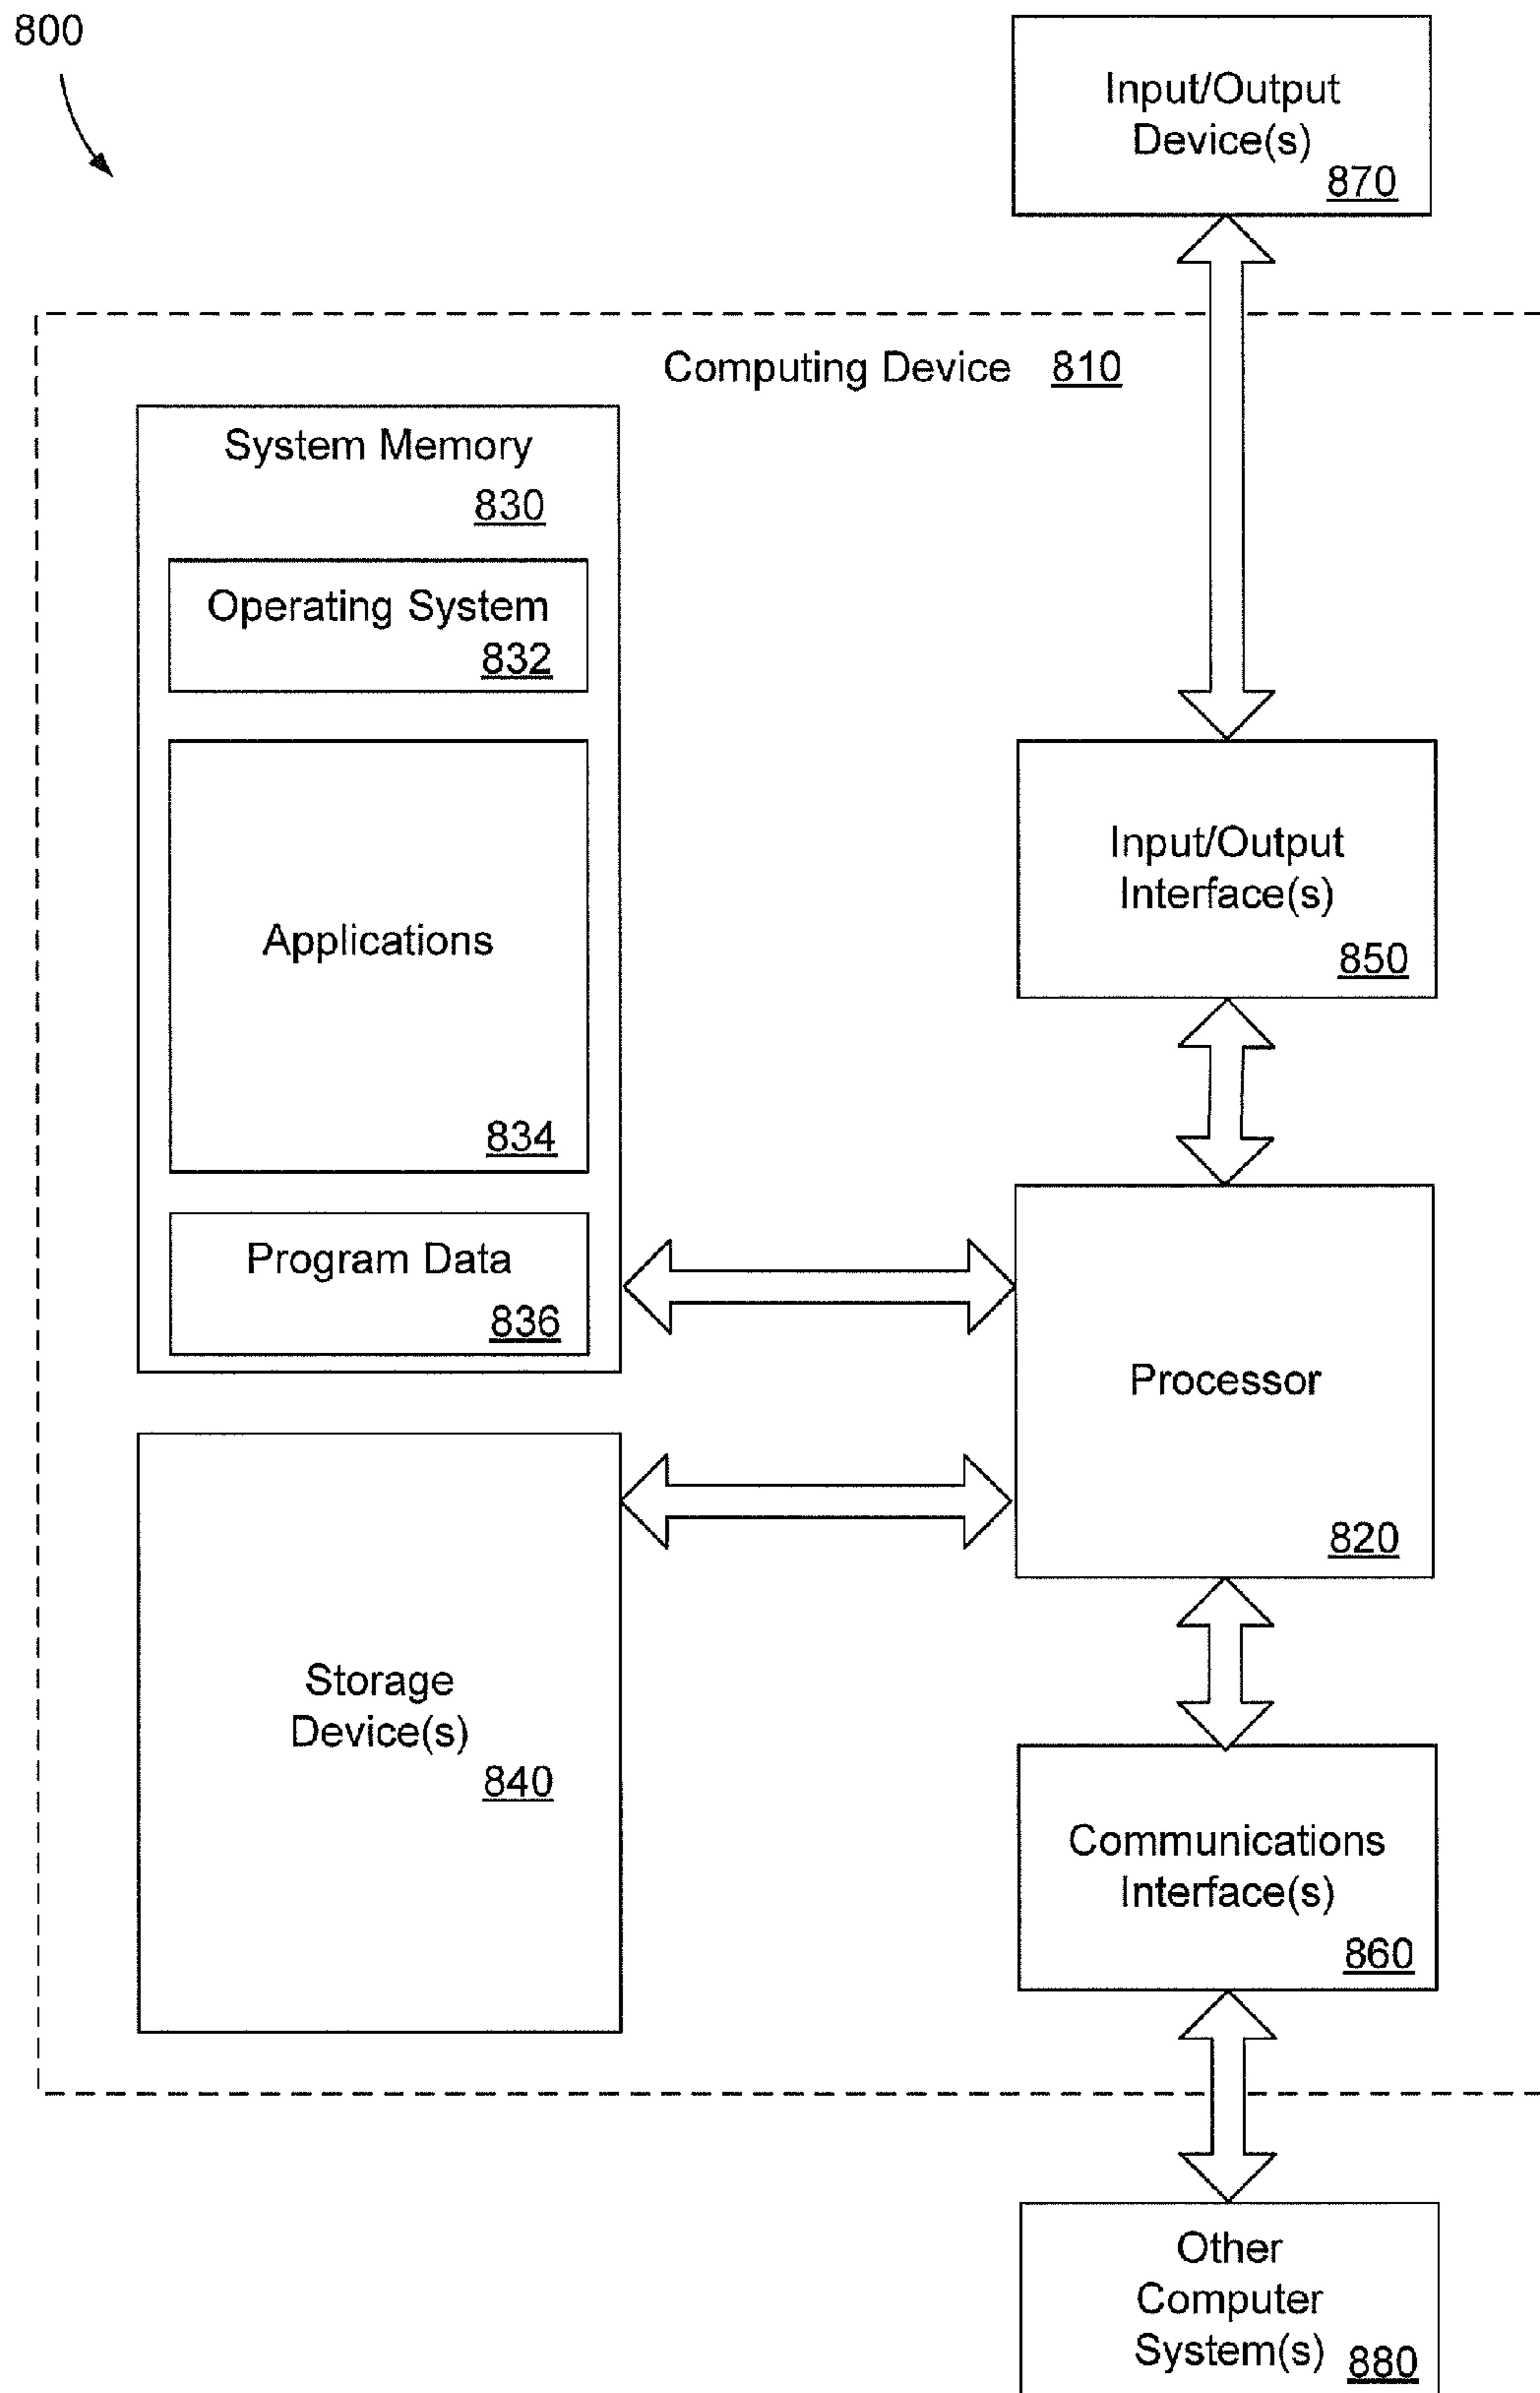 800
Input/Output
Device(s)
870
Computing Device 810
System Memory
830
Operating System
832
Applications
834
Program Data
836
Input/Output
Interface(s)
850
Processor
820
Storage
Device(s)
840
Communications
Interface(s)
860
Other
Computer
System(s) 880